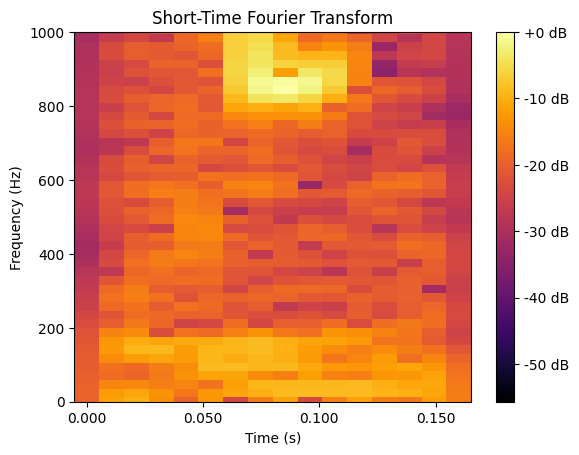 Short-Time Fourier Transform
Frequency (Hz)
1000
800
600
400
200
0
0.000
0.050
0.100
0.150
Time (s)
+0 dB
-10 dB
-20 dB
-30 dB
-40 dB
-50 dB